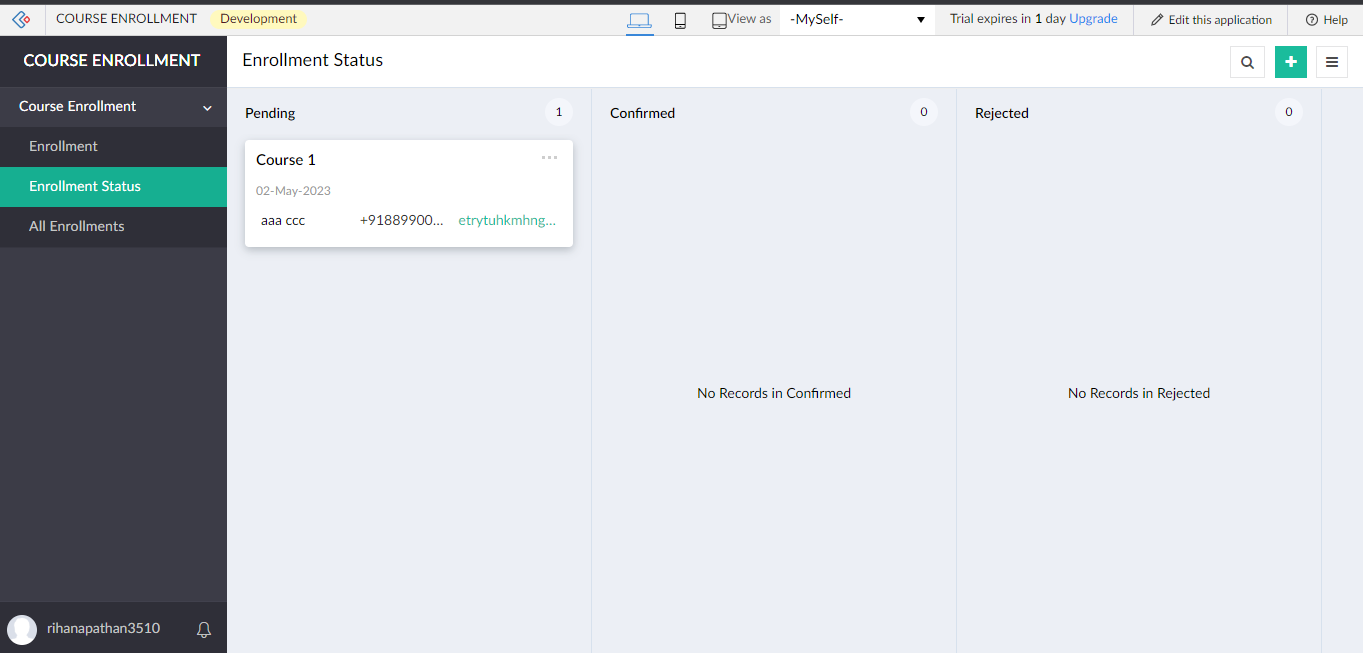 COURSE ENROLLMENT Development View as -MySelf- Trial expires in 1 day Upgrade Edit this application Help
COURSE ENROLLMENT
Course Enrollment
Enrollment
Enrollment Status
All Enrollments
rihanapathan3510
Enrollment Status
Pending 1
Course 1
02-May-2023
aaa ccc +91889900... etrytuhkmhng...
Confirmed 0
No Records in Confirmed
Rejected 0
No Records in Rejected